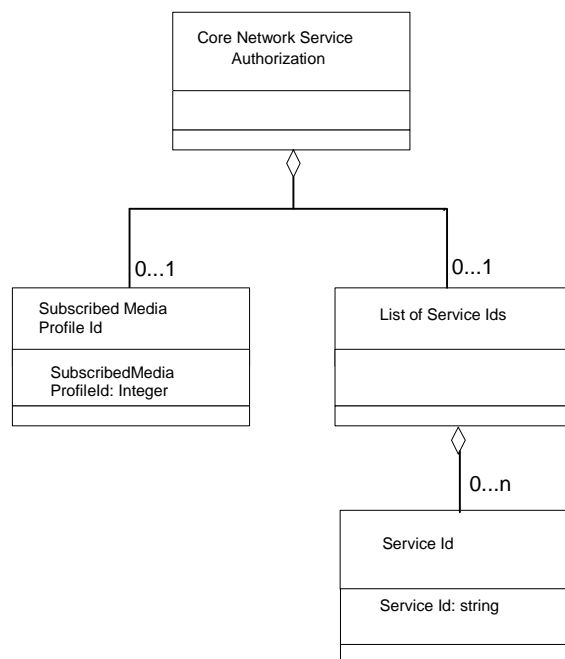 Core Network Service
Authorization
0...1
0...1
Subscribed Media
Profile Id
SubscribedMedia
ProfileId: Integer
List of Service Ids
0...n
Service Id
Service Id: string